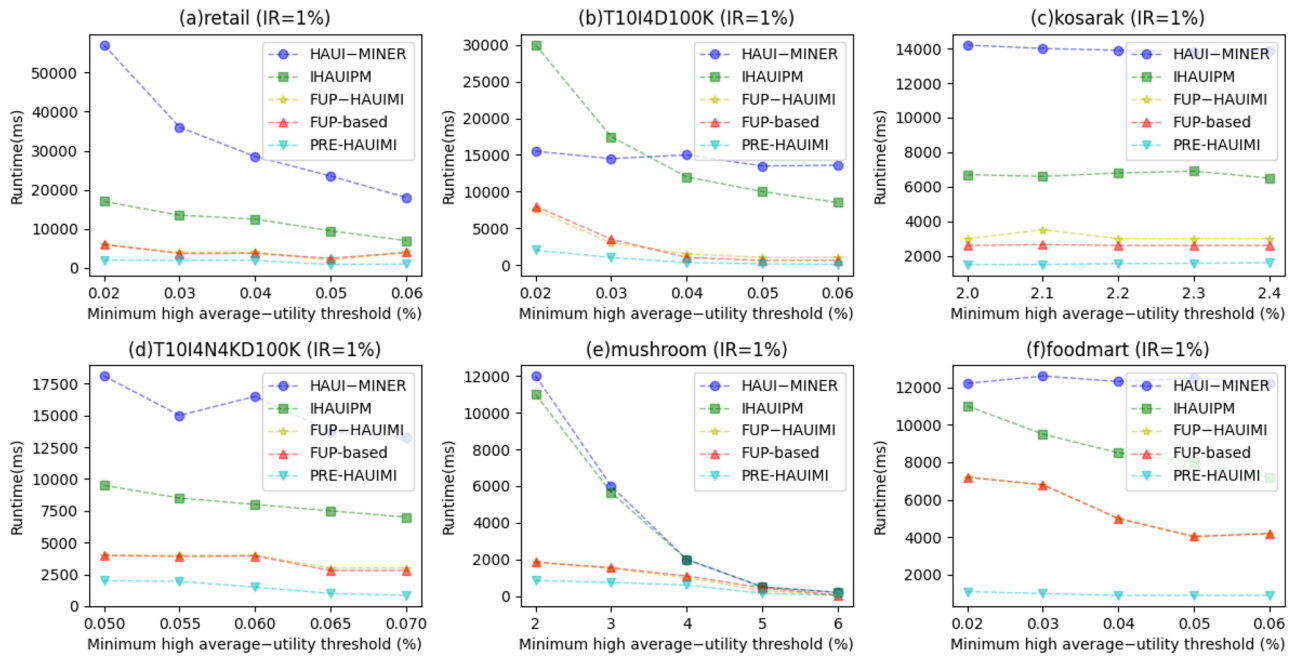 (a)retail (IR=1%)
Runtime(ms)
50000
40000
30000
20000
10000
0
HAUI−MINER
IHAUIPM
FUP−HAUIMI
FUP-based
PRE-HAUIMI
0.02 0.03 0.04 0.05 0.06
Minimum high average−utility threshold (%)
(b)T10I4D100K (IR=1%)
Runtime(ms)
30000
25000
20000
15000
10000
5000
0
HAUI−MINER
IHAUIPM
FUP−HAUIMI
FUP-based
PRE-HAUIMI
0.02 0.03 0.04 0.05 0.06
Minimum high average−utility threshold (%)
(c)kosarak (IR=1%)
Runtime(ms)
14000
12000
10000
8000
6000
4000
2000
HAUI−MINER
IHAUIPM
FUP−HAUIMI
FUP-based
PRE-HAUIMI
2.0 2.1 2.2 2.3 2.4
Minimum high average−utility threshold (%)
(d)T10I4N4KD100K (IR=1%)
Runtime(ms)
17500
15000
12500
10000
7500
5000
2500
0
HAUI−MINER
IHAUIPM
FUP−HAUIMI
FUP-based
PRE-HAUIMI
0.050 0.055 0.060 0.065 0.070
Minimum high average−utility threshold (%)
(e)mushroom (IR=1%)
Runtime(ms)
12000
10000
8000
6000
4000
2000
0
HAUI−MINER
IHAUIPM
FUP−HAUIMI
FUP-based
PRE-HAUIMI
2 3 4 5 6
Minimum high average−utility threshold (%)
(f)foodmart (IR=1%)
Runtime(ms)
12000
10000
8000
6000
4000
2000
HAUI−MINER
IHAUIPM
FUP−HAUIMI
FUP-based
PRE-HAUIMI
0.02 0.03 0.04 0.05 0.06
Minimum high average−utility threshold (%)